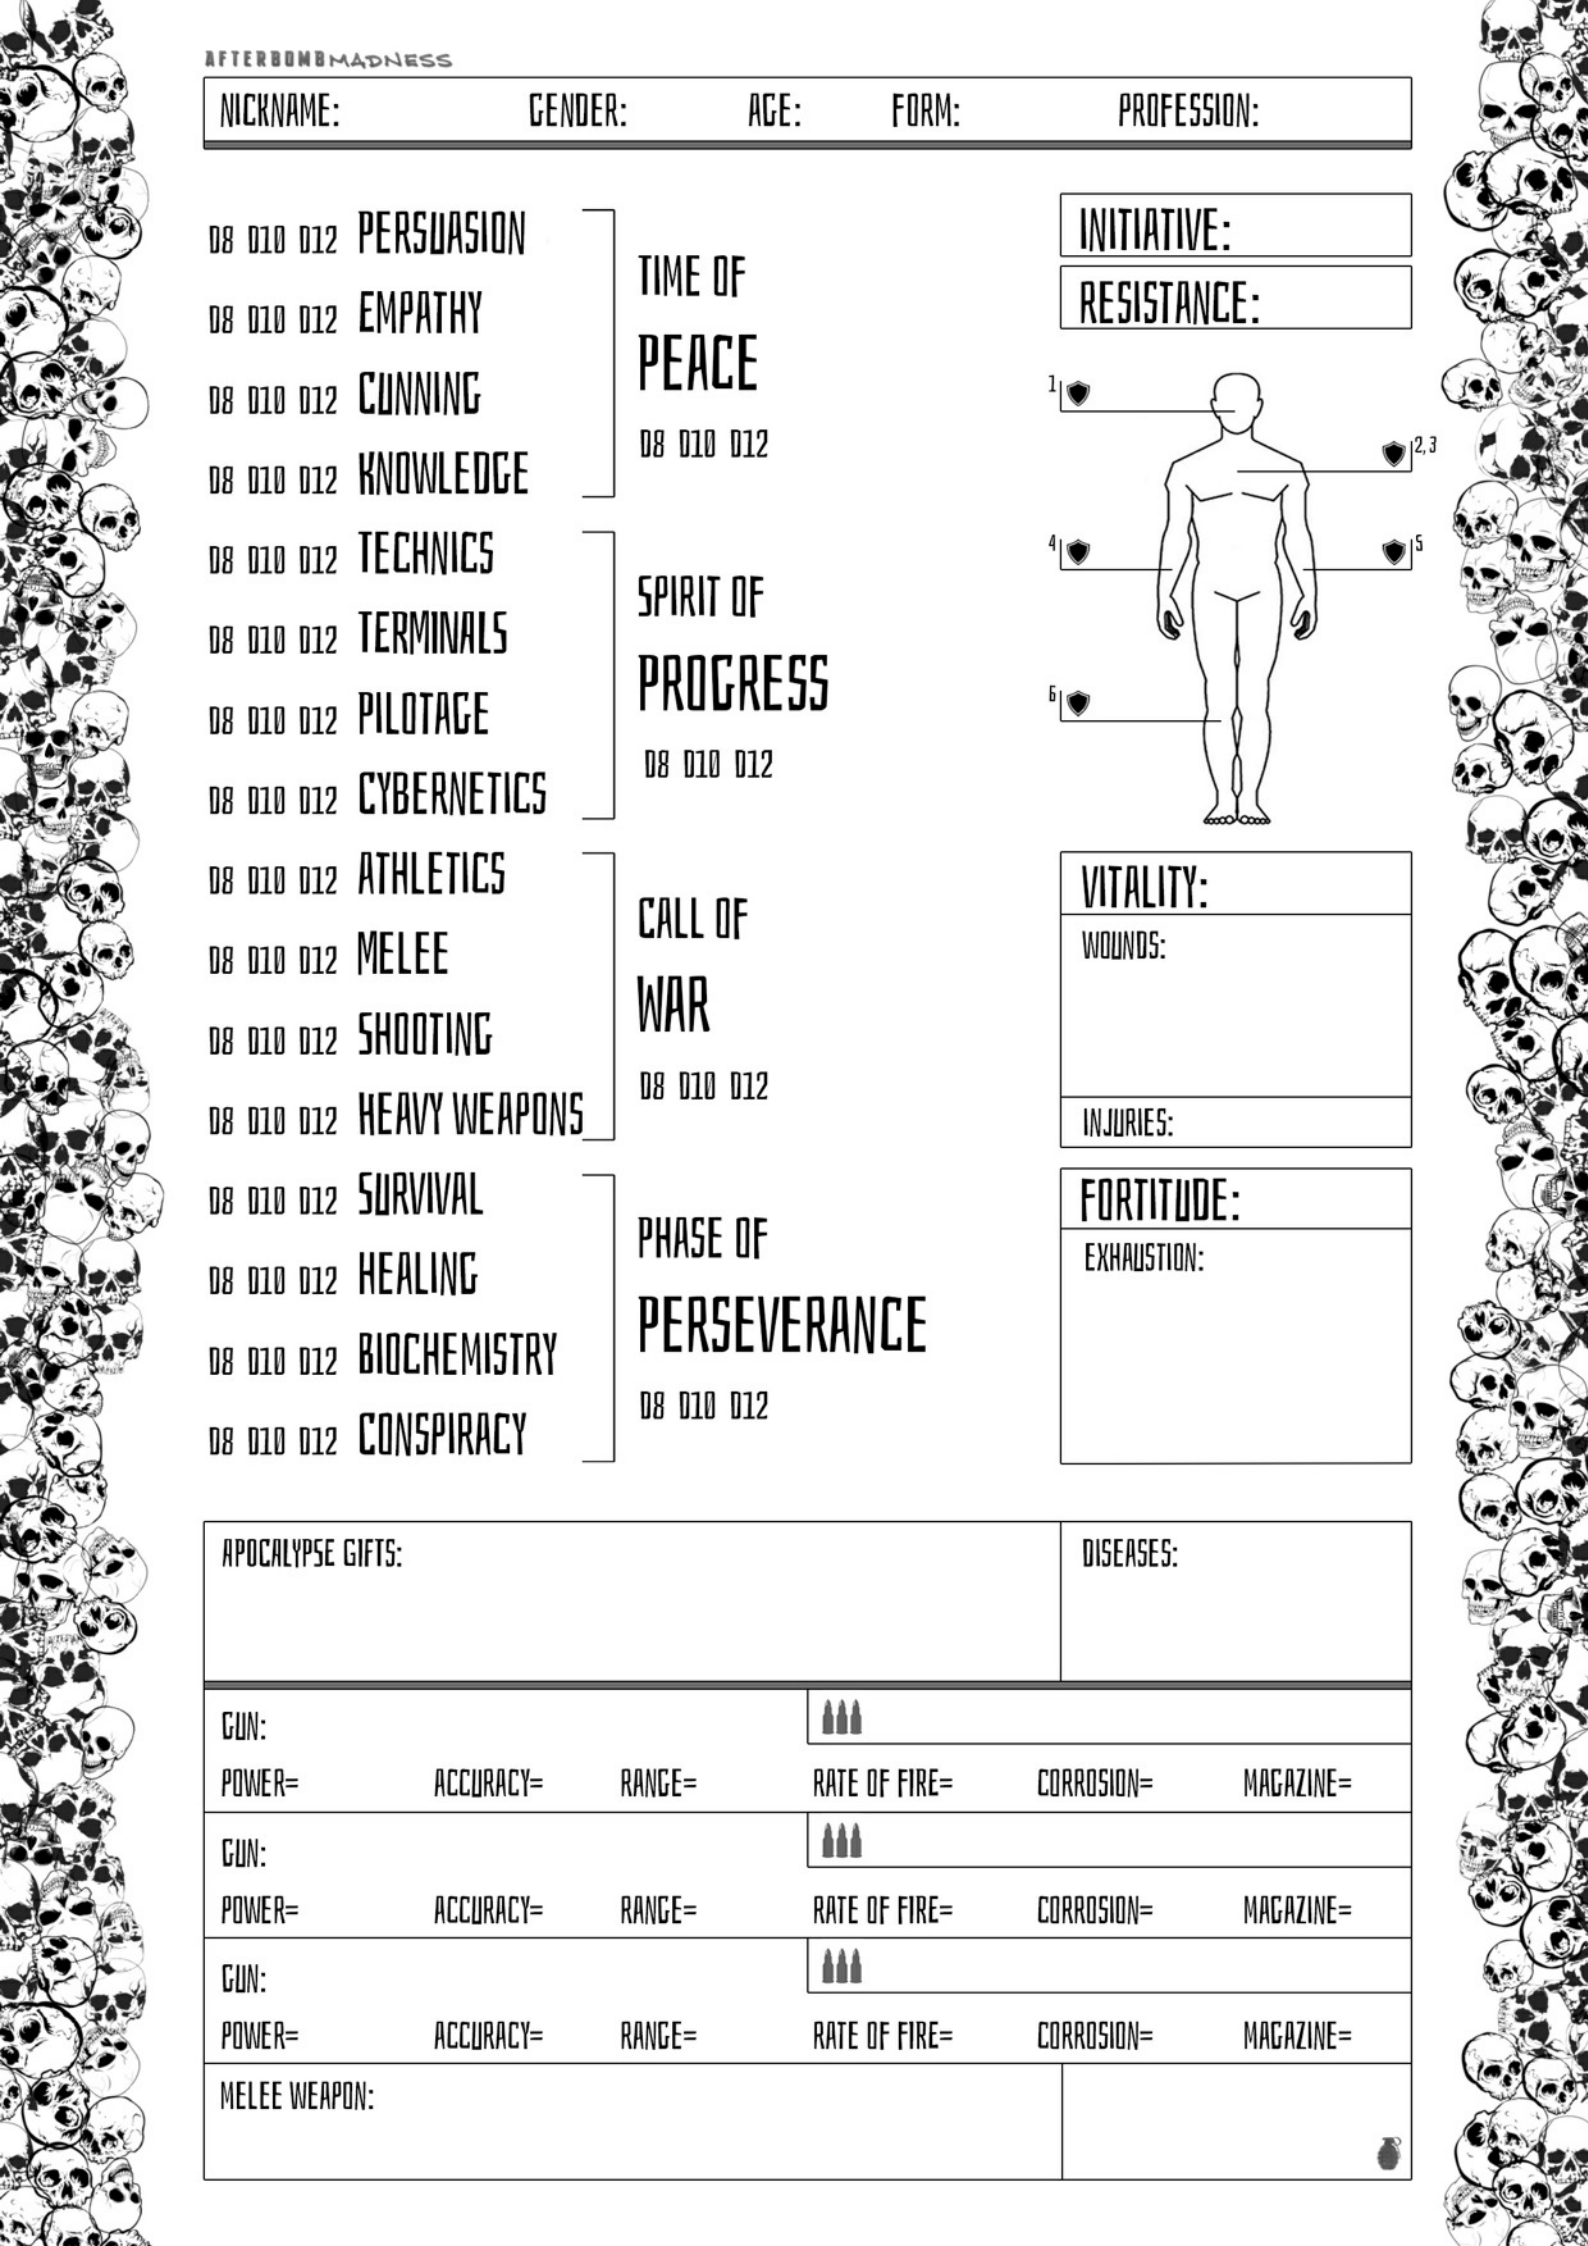 AFTERBOMB MADNESS
NICKNAME: GENDER: AGE: FORM: PROFESSION:
D8 D10 D12 PERSUASION
D8 D10 D12 EMPATHY
D8 D10 D12 CUNNING
D8 D10 D12 KNOWLEDGE
TIME OF
PEACE
D8 D10 D12
D8 D10 D12 TECHNICS
D8 D10 D12 TERMINALS
D8 D10 D12 PILOTAGE
D8 D10 D12 CYBERNETICS
SPIRIT OF
PROGRESS
D8 D10 D12
D8 D10 D12 ATHLETICS
D8 D10 D12 MELEE
D8 D10 D12 SHOOTING
D8 D10 D12 HEAVY WEAPONS
CALL OF
WAR
D8 D10 D12
D8 D10 D12 SURVIVAL
D8 D10 D12 HEALING
D8 D10 D12 BIOCHEMISTRY
D8 D10 D12 CONSPIRACY
PHASE OF
PERSEVERANCE
D8 D10 D12
INITIATIVE:
RESISTANCE:
1
2,3
4
5
6
VITALITY:
WOUNDS:
INJURIES:
FORTITUDE:
EXHAUSTION:
APOCALYPSE GIFTS:
DISEASES:
GUN:
POWER= ACCURACY= RANGE= RATE OF FIRE= CORROSION= MAGAZINE=
GUN:
POWER= ACCURACY= RANGE= RATE OF FIRE= CORROSION= MAGAZINE=
GUN:
POWER= ACCURACY= RANGE= RATE OF FIRE= CORROSION= MAGAZINE=
MELEE WEAPON: